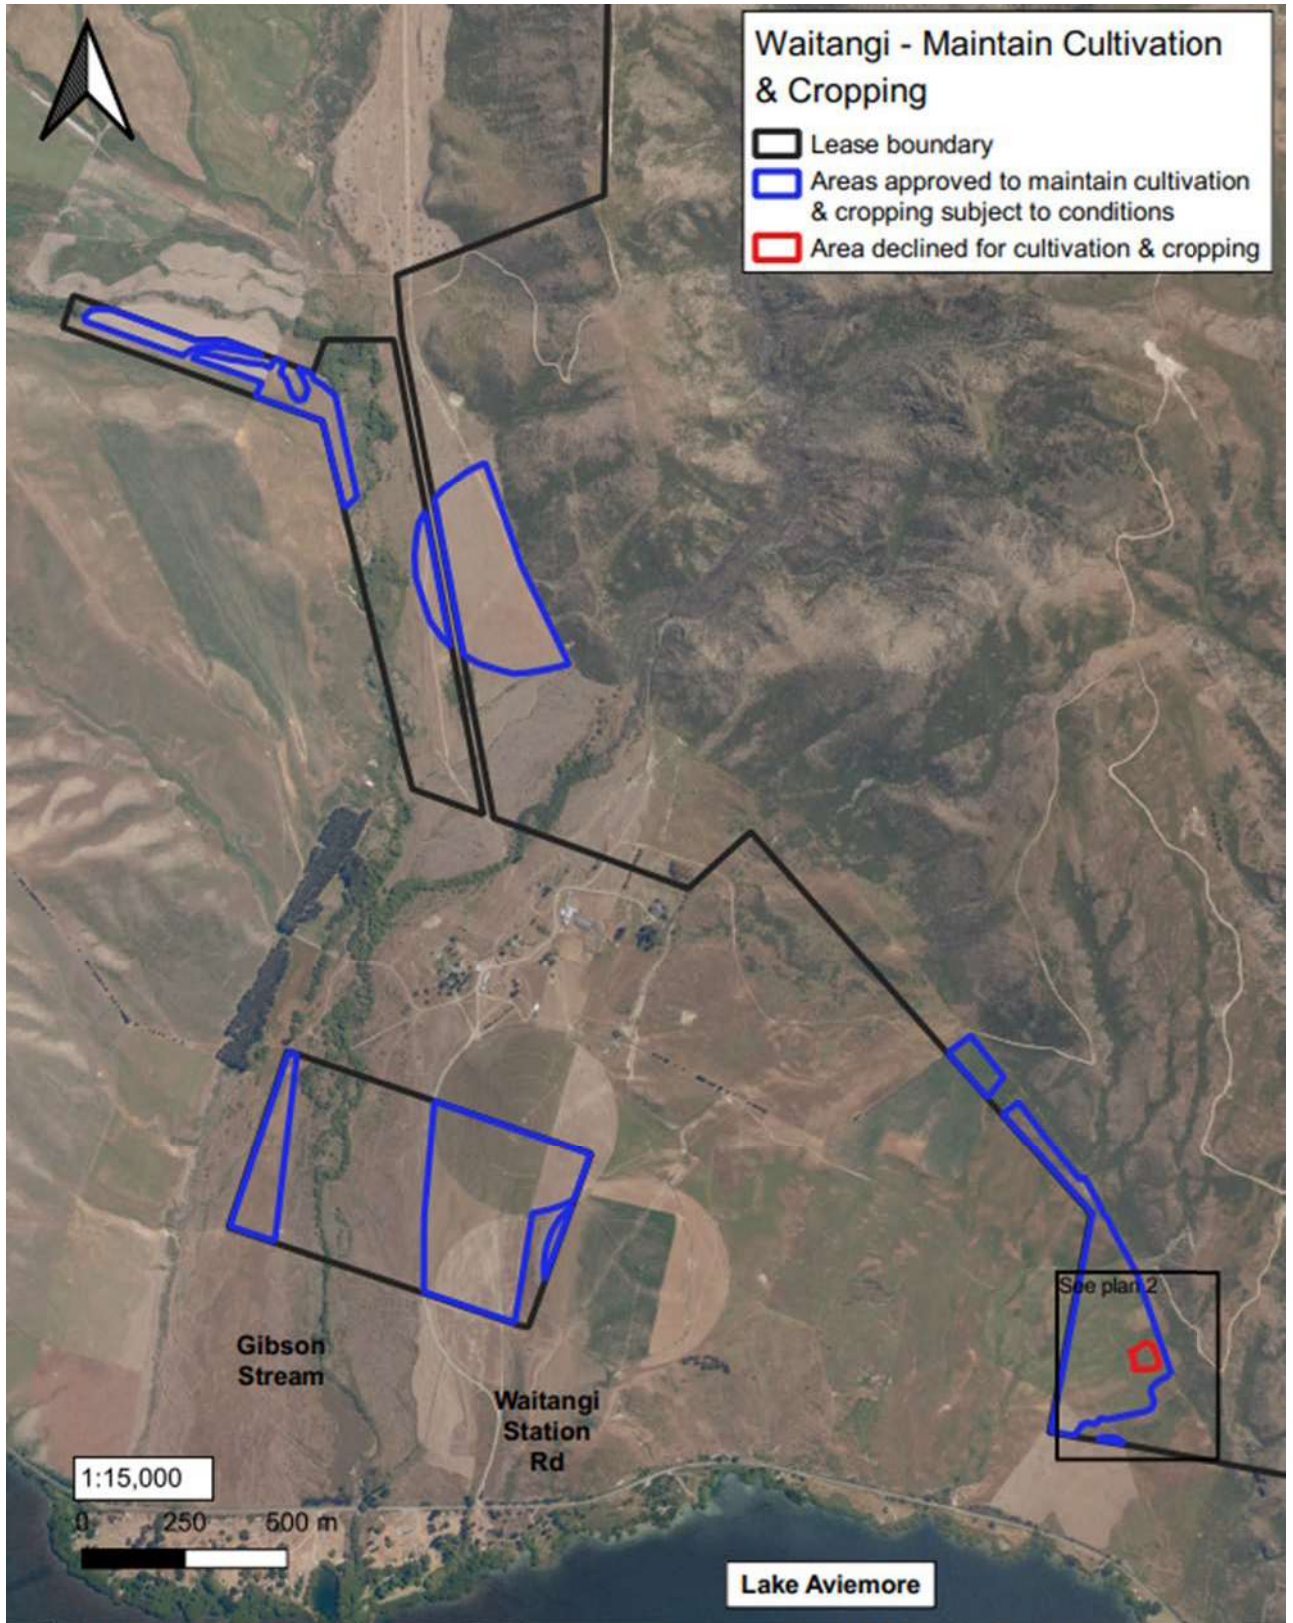 Waitangi - Maintain Cultivation
& Cropping
Lease boundary
Areas approved to maintain cultivation
& cropping subject to conditions
Area declined for cultivation & cropping
See plan 2
Gibson
Stream
Waitangi
Station
Rd
1:15,000
0 250 500 m
Lake Aviemore